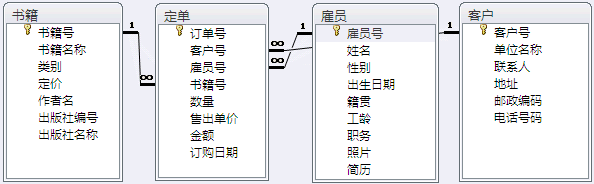 书籍
书籍号
书籍名称
类别
定价
作者名
出版社编号
出版社名称
1
∞
定单
订单号
客户号
雇员号
书籍号
数量
售出单价
金额
订购日期
∞
∞
1
雇员
雇员号
姓名
性别
出生日期
籍贯
工龄
职务
照片
简历
1
客户
客户号
单位名称
联系人
地址
邮政编码
电话号码